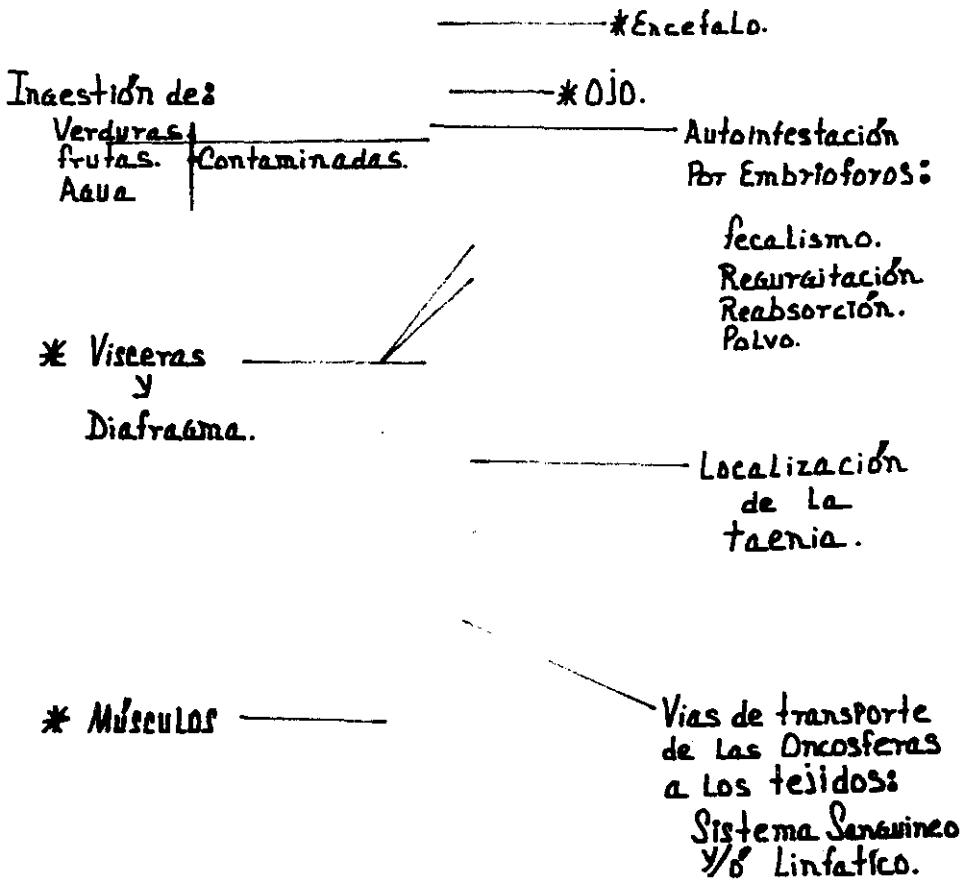 *Encefalo.
Ingestión de:
Verduras
frutas. Contaminadas.
Agua
* Ojo.
Autoinfestación
Por Embrioforos:
fecalismo.
Regurgitación
Reabsorción.
Polvo.
* Visceras
y
Diafragma.
Localización
de la
taenia.
* Músculos
Vias de transporte
de las Oncosferas
a los tejidos:
Sistema Sanguineo
y/ó Linfatico.